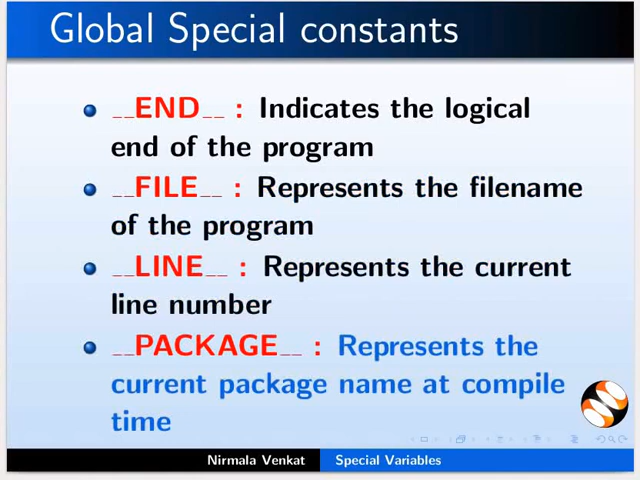 Global Special constants
__END__ : Indicates the logical
end of the program
__FILE__ : Represents the filename
of the program
__LINE__ : Represents the current
line number
__PACKAGE__ : Represents the
current package name at compile
time
Nirmala Venkat
Special Variables